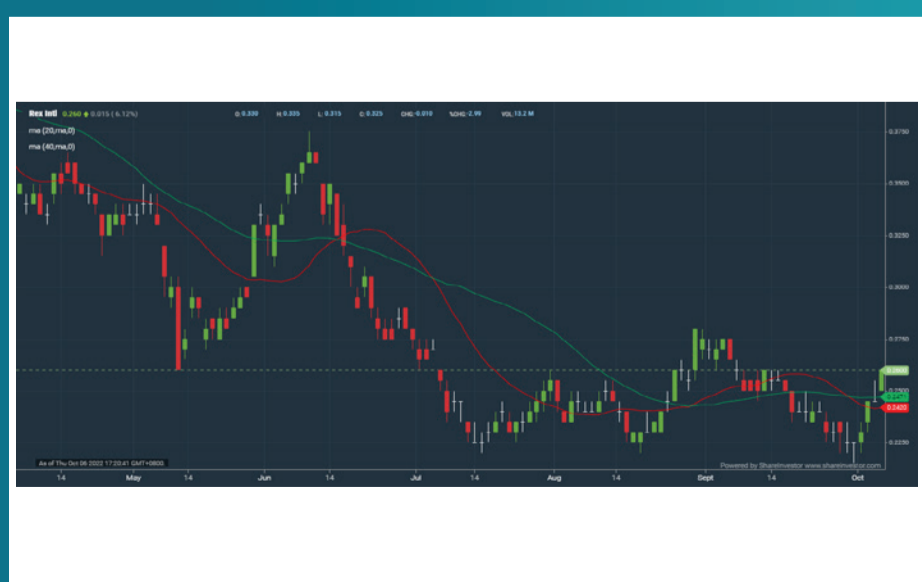 Rex Intl 0.260 0.015 (6.12%) O: 0.330 H: 0.335 L: 0.315 C: 0.325 CHG: -0.010 %CHG: -2.99 VOL: 13.2 M
ma (20,ma,0)
ma (40,ma,0)
0.3750
0.3500
0.3250
0.3000
0.2750
0.2600
0.2500
0.2420
0.2250
As of Thu Oct 06 2022 17:20:41 GMT+0800
Powered by ShareInvestor www.shareinvestor.com
14 May 14 Jun 14 Jul 14 Aug 14 Sept 14 Oct